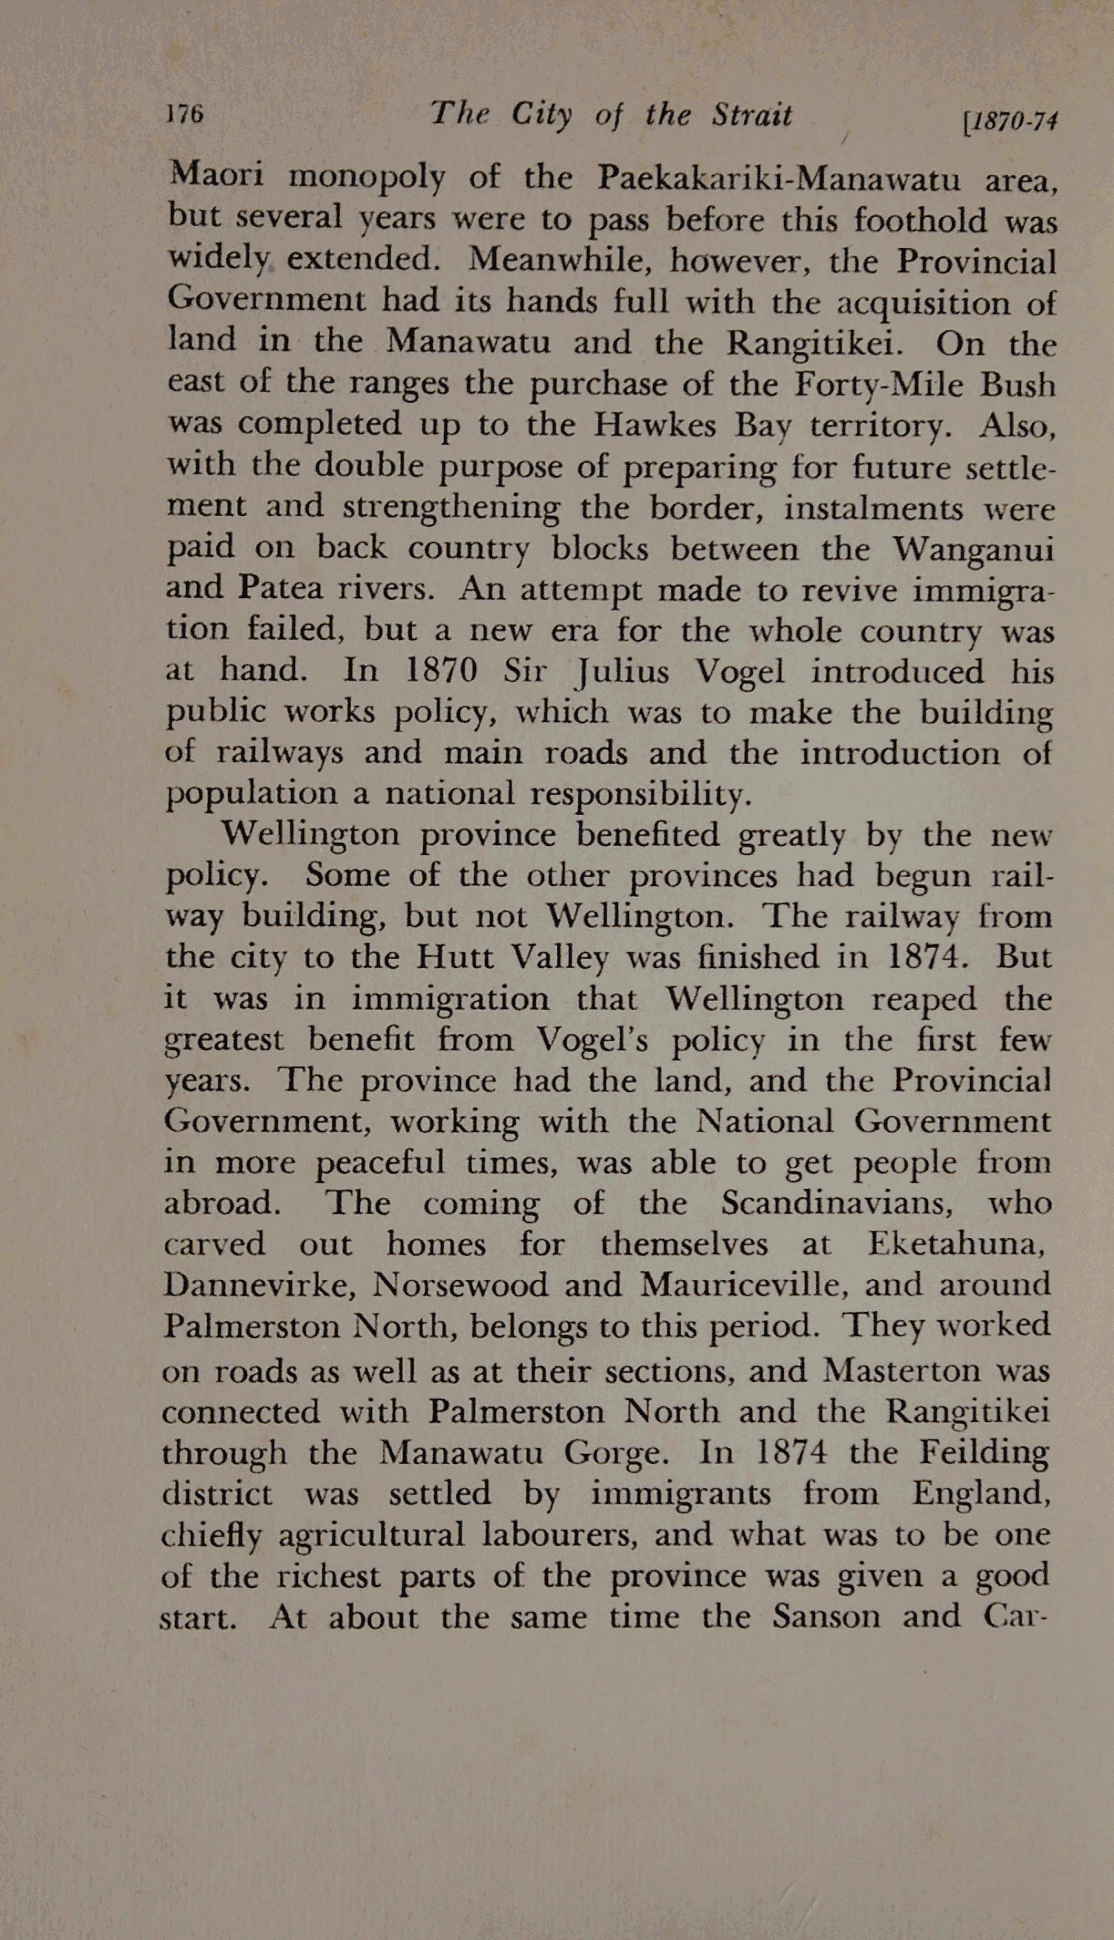 176 The City of the Strait [1870-74
Maori monopoly of the Paekakariki-Manawatu area,
but several years were to pass before this foothold was
widely extended. Meanwhile, however, the Provincial
Government had its hands full with the acquisition of
land in the Manawatu and the Rangitikei. On the
east of the ranges the purchase of the Forty-Mile Bush
was completed up to the Hawkes Bay territory. Also,
with the double purpose of preparing for future settle-
ment and strengthening the border, instalments were
paid on back country blocks between the Wanganui
and Patea rivers. An attempt made to revive immigra-
tion failed, but a new era for the whole country was
at hand. In 1870 Sir Julius Vogel introduced his
public works policy, which was to make the building
of railways and main roads and the introduction of
population a national responsibility.
Wellington province benefited greatly by the new
policy. Some of the other provinces had begun rail-
way building, but not Wellington. The railway from
the city to the Hutt Valley was finished in 1874. But
it was in immigration that Wellington reaped the
greatest benefit from Vogel's policy in the first few
years. The province had the land, and the Provincial
Government, working with the National Government
in more peaceful times, was able to get people from
abroad. The coming of the Scandinavians, who
carved out homes for themselves at Eketahuna,
Dannevirke, Norsewood and Mauriceville, and around
Palmerston North, belongs to this period. They worked
on roads as well as at their sections, and Masterton was
connected with Palmerston North and the Rangitikei
through the Manawatu Gorge. In 1874 the Feilding
district was settled by immigrants from England,
chiefly agricultural labourers, and what was to be one
of the richest parts of the province was given a good
start. At about the same time the Sanson and Car-